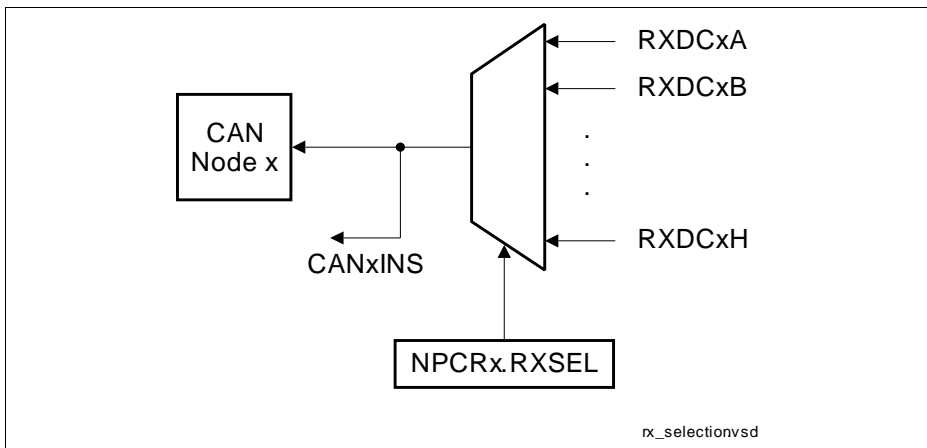 RXDCxA
RXDCxB
.
.
.
RXDCxH
CAN
Node x
CANxINS
NPCRx.RXSEL
rx_selectionvsd